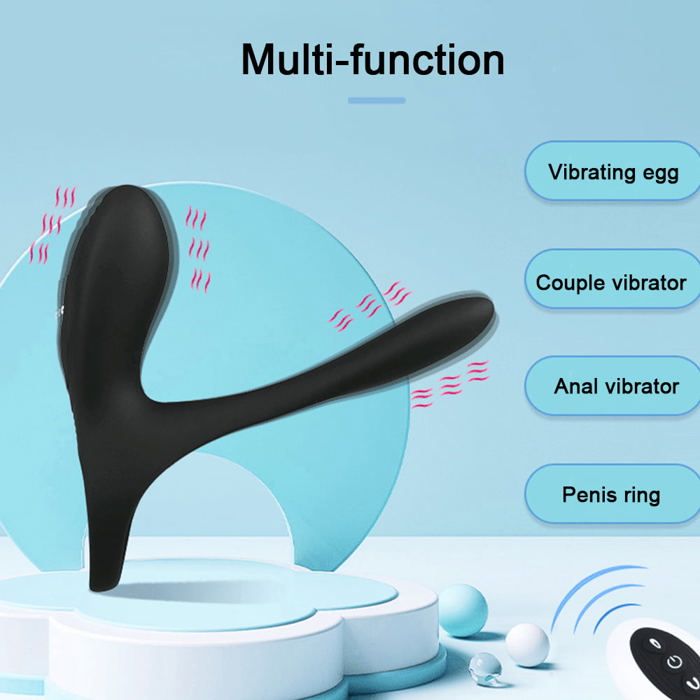 Multi-function
Vibrating egg
Couple vibrator
Anal vibrator
Penis ring